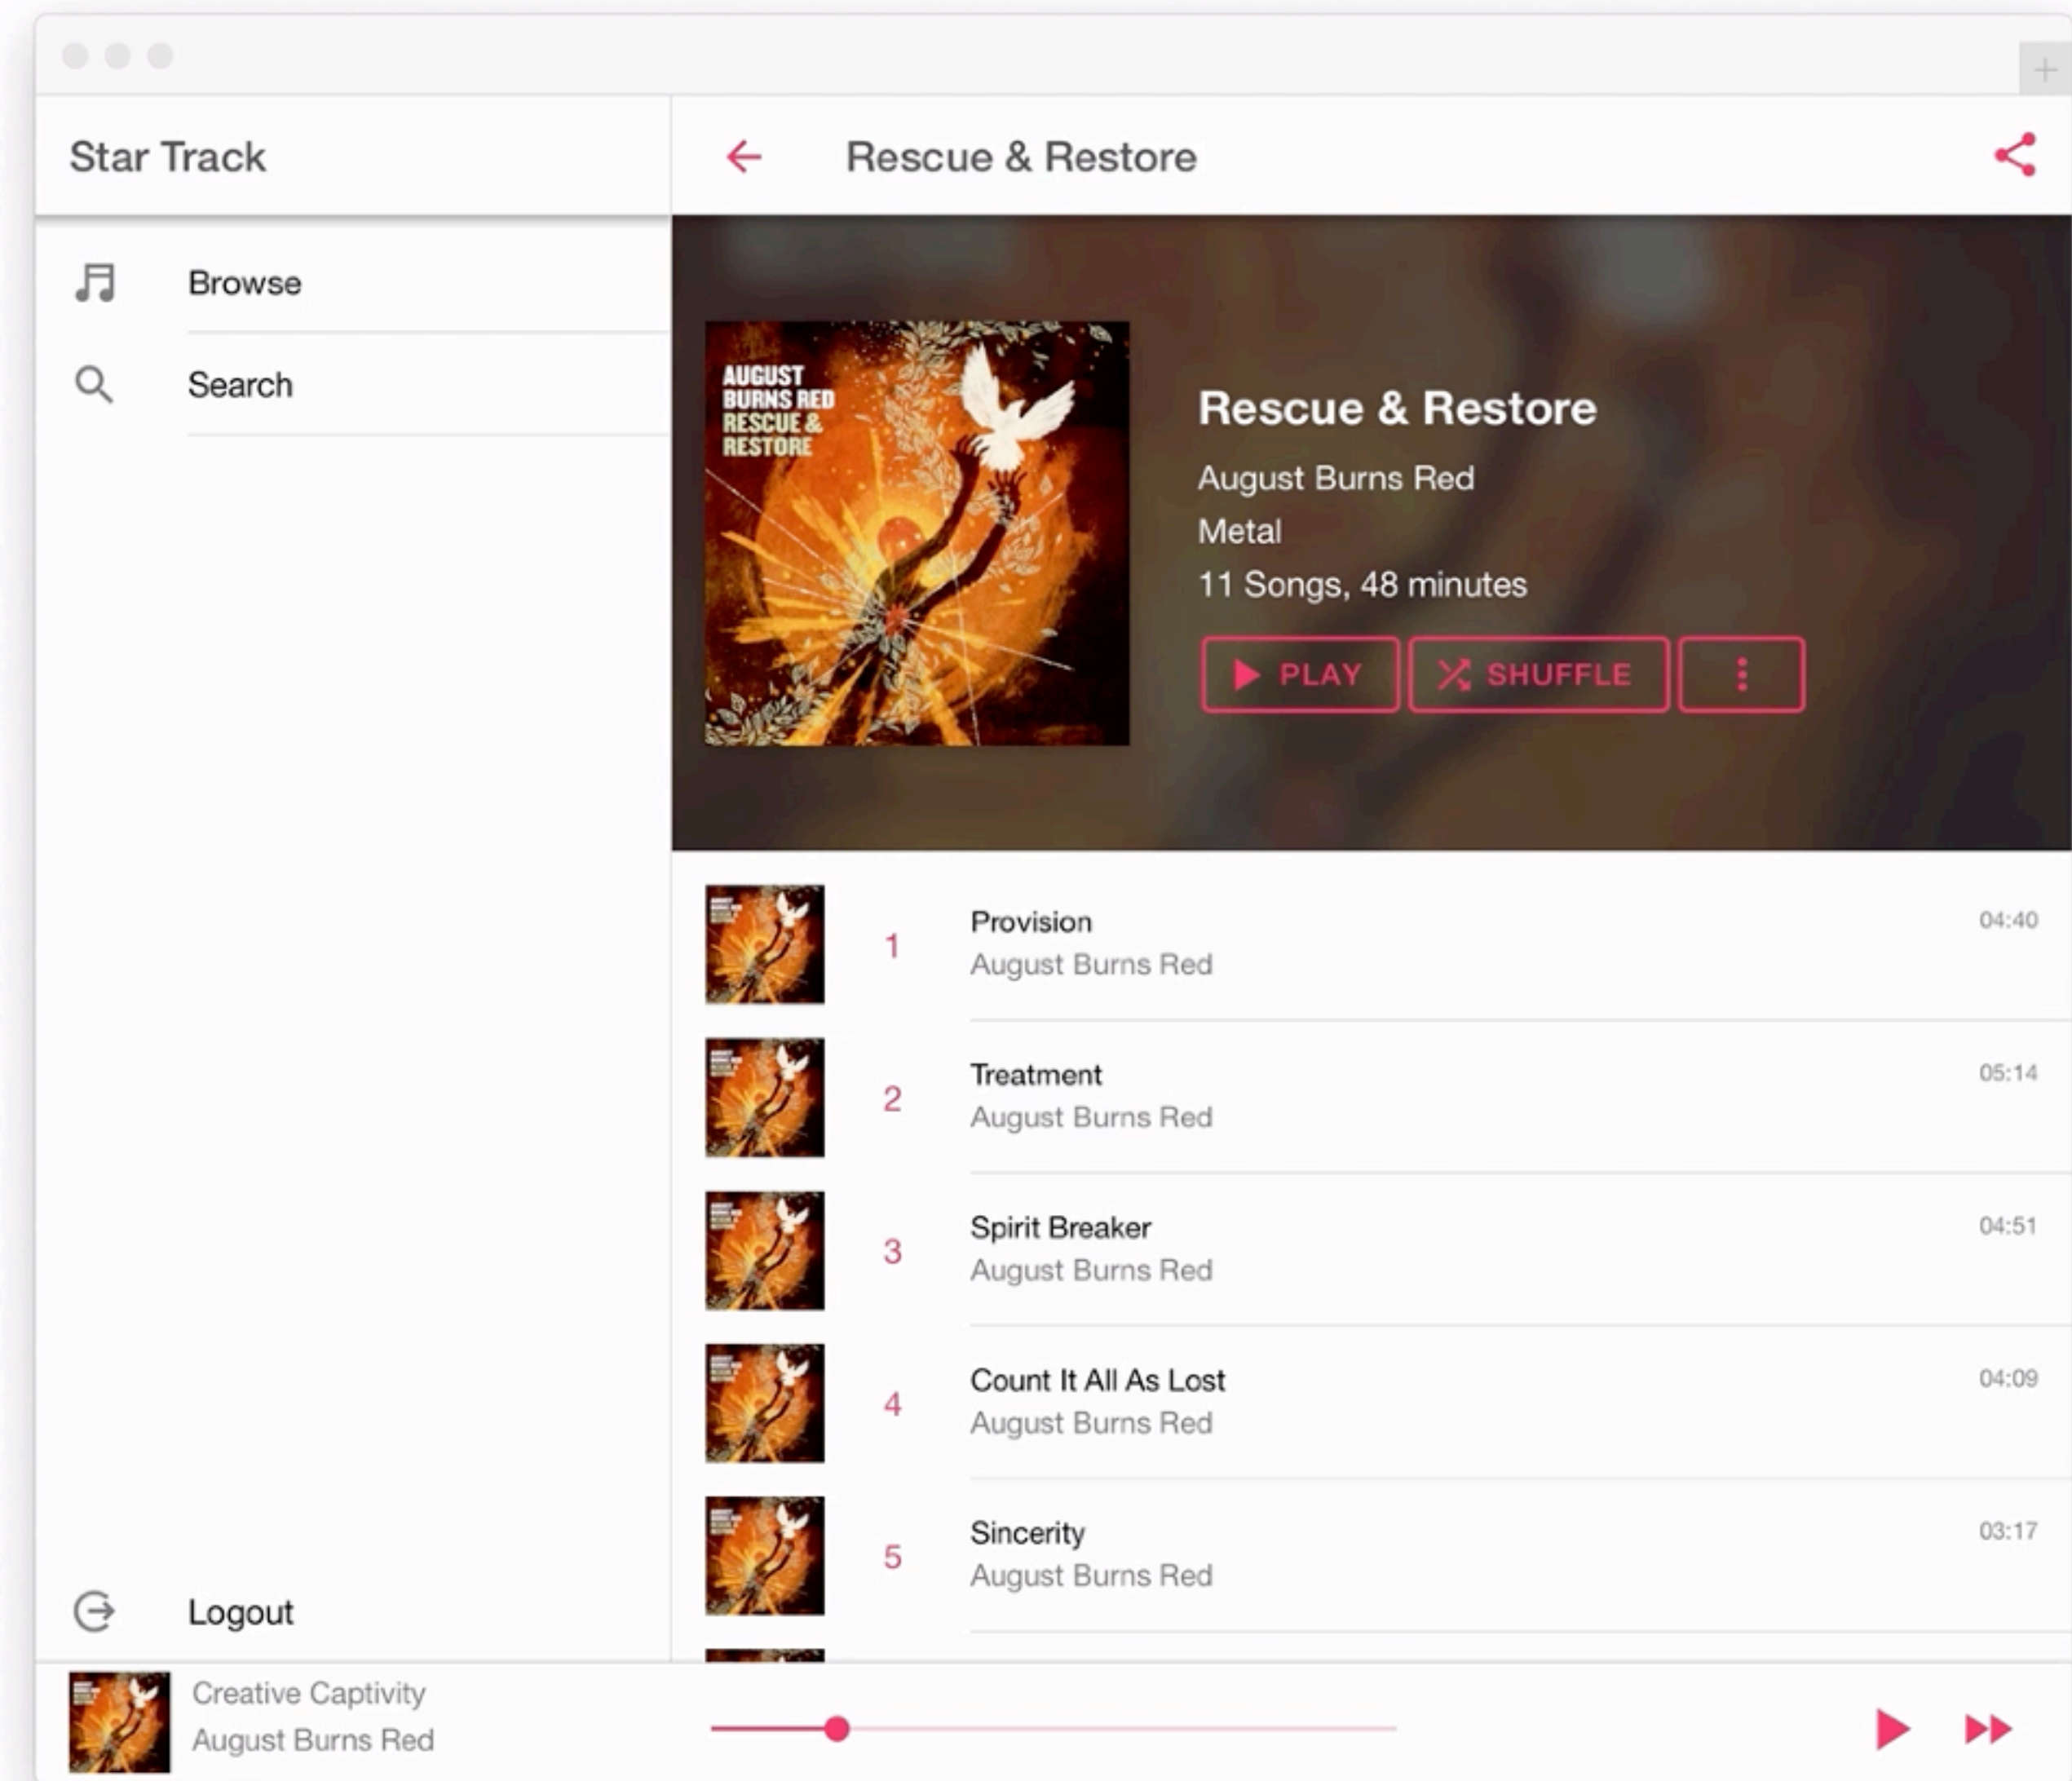 Star Track
Rescue & Restore
Browse
Search
AUGUST
BURNS RED
RESCUE &
RESTORE
Rescue & Restore
August Burns Red
Metal
11 Songs, 48 minutes
PLAY
SHUFFLE
1
Provision
04:40
August Burns Red
2
Treatment
05:14
August Burns Red
3
Spirit Breaker
04:51
August Burns Red
4
Count It All As Lost
04:09
August Burns Red
5
Sincerity
03:17
August Burns Red
Logout
Creative Captivity
August Burns Red